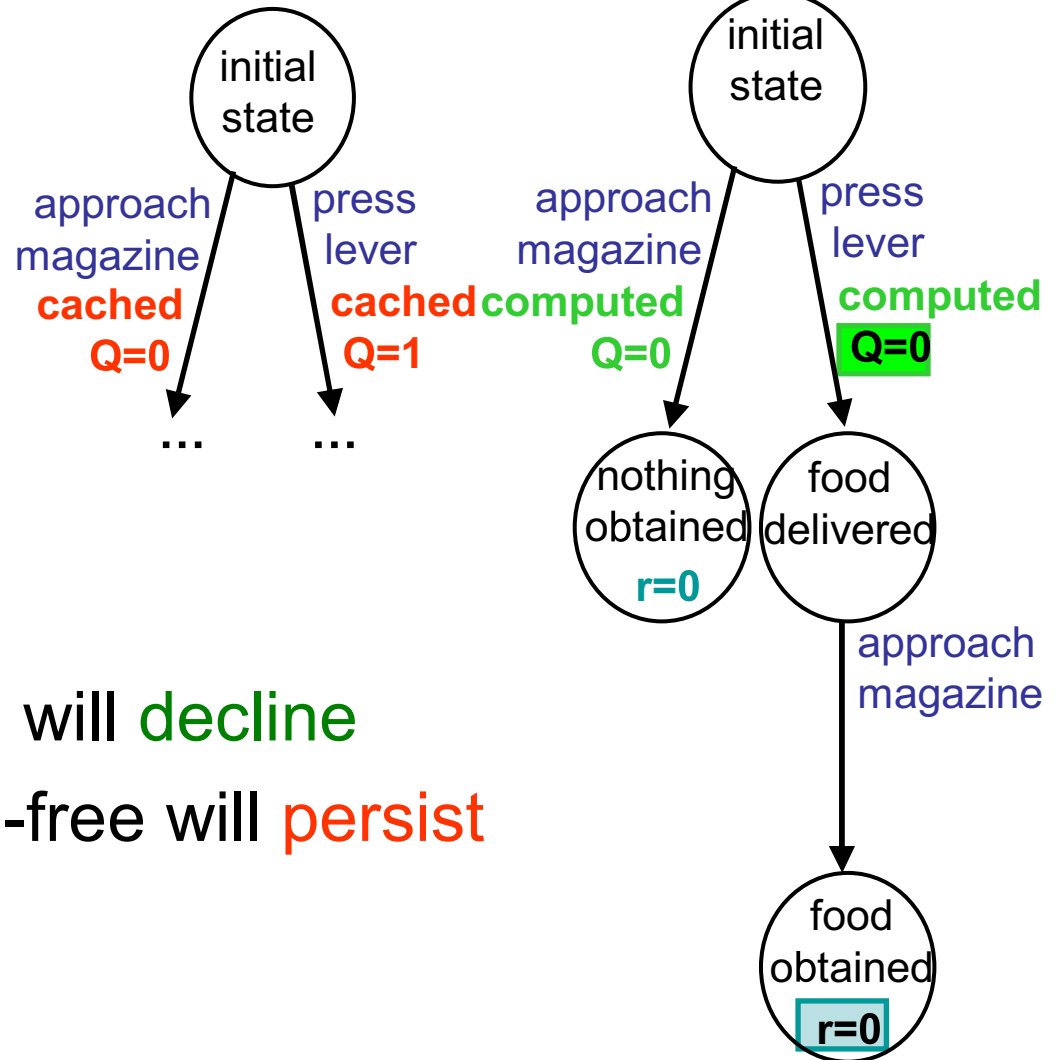 initial
state
approach
magazine
cached
Q=0
press
lever
cached
Q=1
...
...
initial
state
approach
magazine
computed
Q=0
press
lever
computed
Q=0
nothing
obtained
r=0
food
delivered
approach
magazine
food
obtained
r=0
will decline
-free will persist